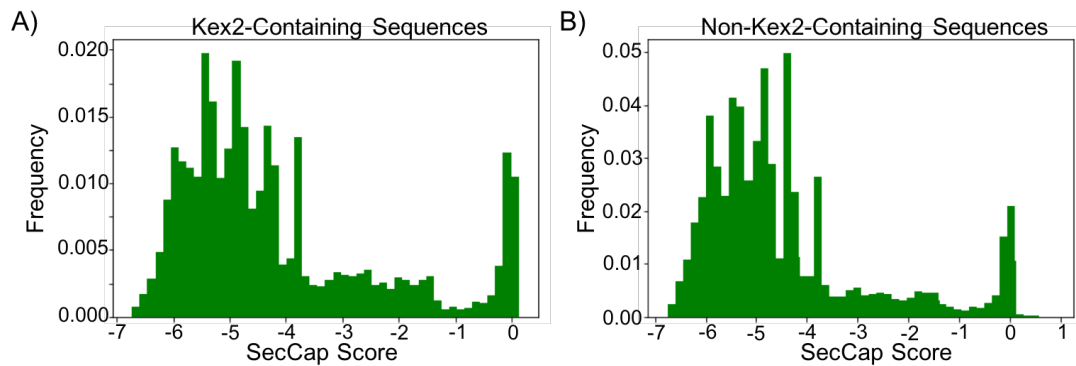 A)
Kex2-Containing Sequences
Frequency
0.020
0.015
0.010
0.005
0.000
-7 -6 -5 -4 -3 -2 -1 0
SecCap Score
B)
Non-Kex2-Containing Sequences
Frequency
0.05
0.04
0.03
0.02
0.01
0.00
-7 -6 -5 -4 -3 -2 -1 0 1
SecCap Score